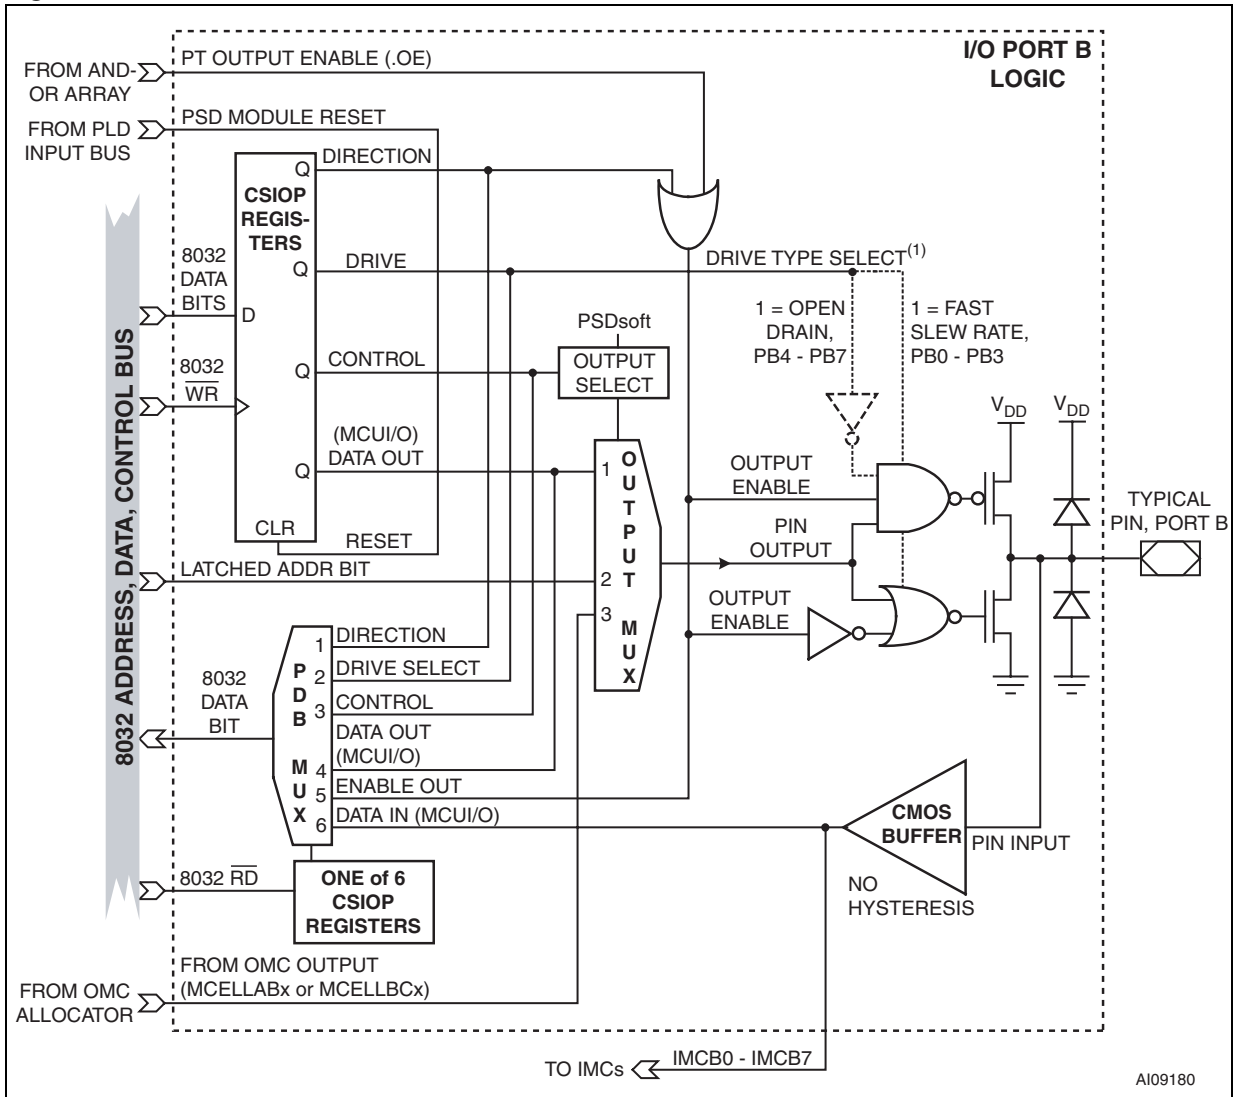 I/O PORT B
LOGIC
FROM AND-
OR ARRAY
PT OUTPUT ENABLE (.OE)
FROM PLD
INPUT BUS
PSD MODULE RESET
8032 ADDRESS, DATA, CONTROL BUS
8032
DATA
BITS
8032
WR
CSIOP
REGIS-
TERS
D
CLR
Q
DIRECTION
Q
DRIVE
Q
CONTROL
Q
(MCUI/O)
DATA OUT
RESET
LATCHED ADDR BIT
DRIVE TYPE SELECT(1)
1 = OPEN
DRAIN,
PB4 - PB7
1 = FAST
SLEW RATE,
PB0 - PB3
PSDsoft
OUTPUT
SELECT
1
2
3
OUTPUT MUX
OUTPUT
ENABLE
PIN
OUTPUT
OUTPUT
ENABLE
VDD
VDD
TYPICAL
PIN, PORT B
8032
DATA
BIT
PDB MUX
1 DIRECTION
2 DRIVE SELECT
3 CONTROL
DATA OUT
4 (MCUI/O)
5 ENABLE OUT
6 DATA IN (MCUI/O)
CMOS
BUFFER
PIN INPUT
NO
HYSTERESIS
8032 RD
ONE of 6
CSIOP
REGISTERS
FROM OMC
ALLOCATOR
FROM OMC OUTPUT
(MCELLABx or MCELLBCx)
TO IMCs
IMCB0 - IMCB7
AI09180